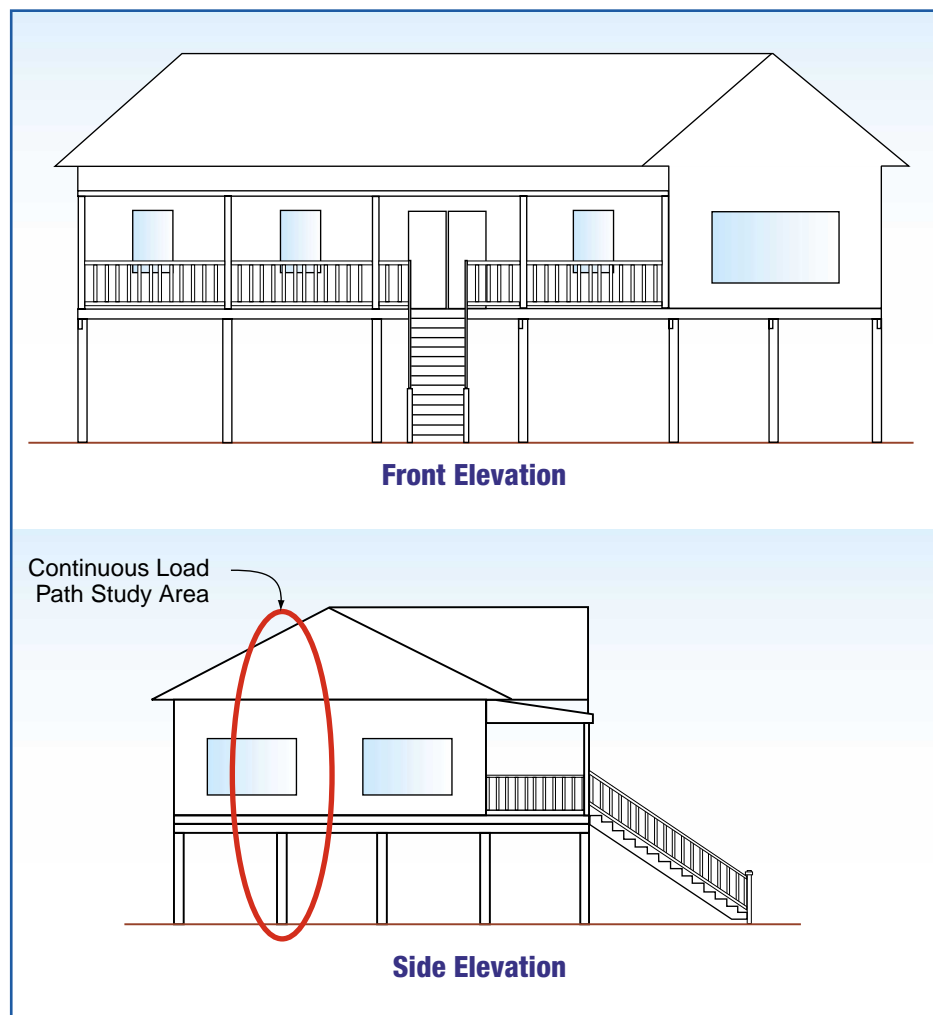 Front Elevation
Continuous Load
Path Study Area
Side Elevation